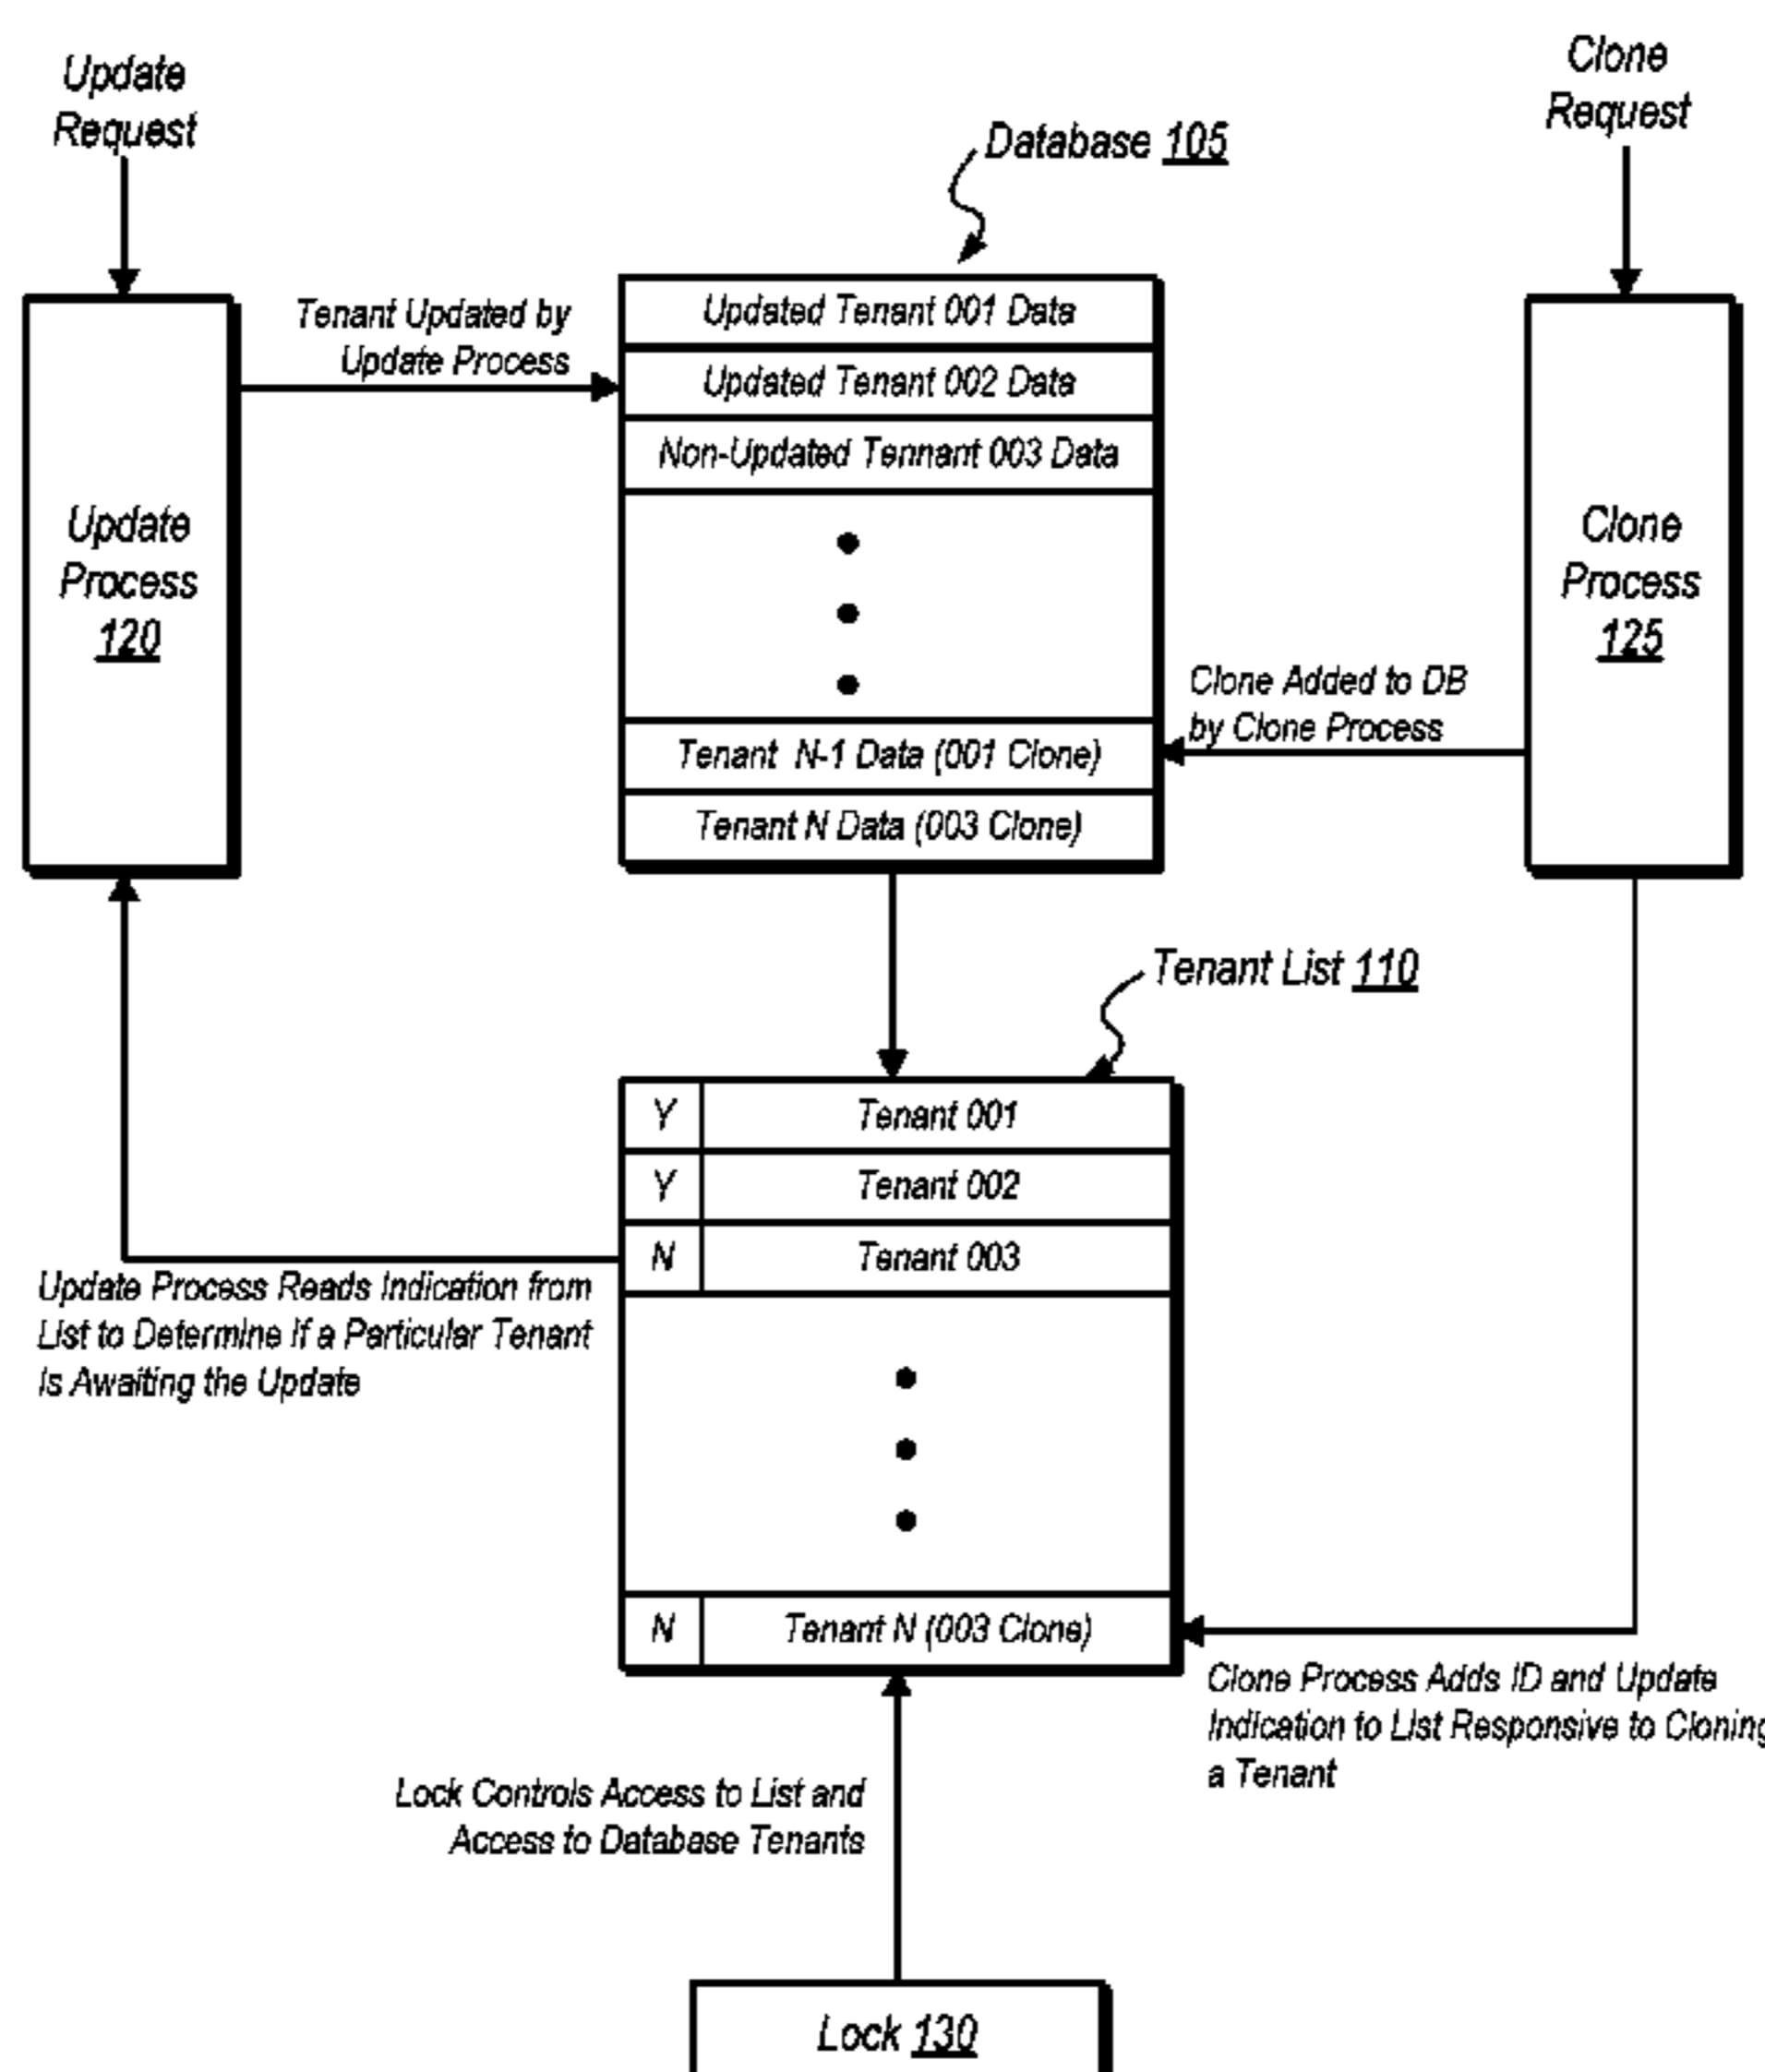 Update
Request
Clone
Request
Database 105
Tenant Updated by
Update Process
Updated Tenant 001 Data
Updated Tenant 002 Data
Non-Updated Tennant 003 Data
Tenant N-1 Data (001 Clone)
Tenant N Data (003 Clone)
Update
Process
120
Clone
Process
125
Clone Added to DB
by Clone Process
Tenant List 110
Y Tenant 001
Y Tenant 002
N Tenant 003
N Tenant N (003 Clone)
Update Process Reads Indication from
List to Determine if a Particular Tenant
Is Awaiting the Update
Clone Process Adds ID and Update
Indication to List Responsive to Cloning
a Tenant
Lock Controls Access to List and
Access to Database Tenants
Lock 130